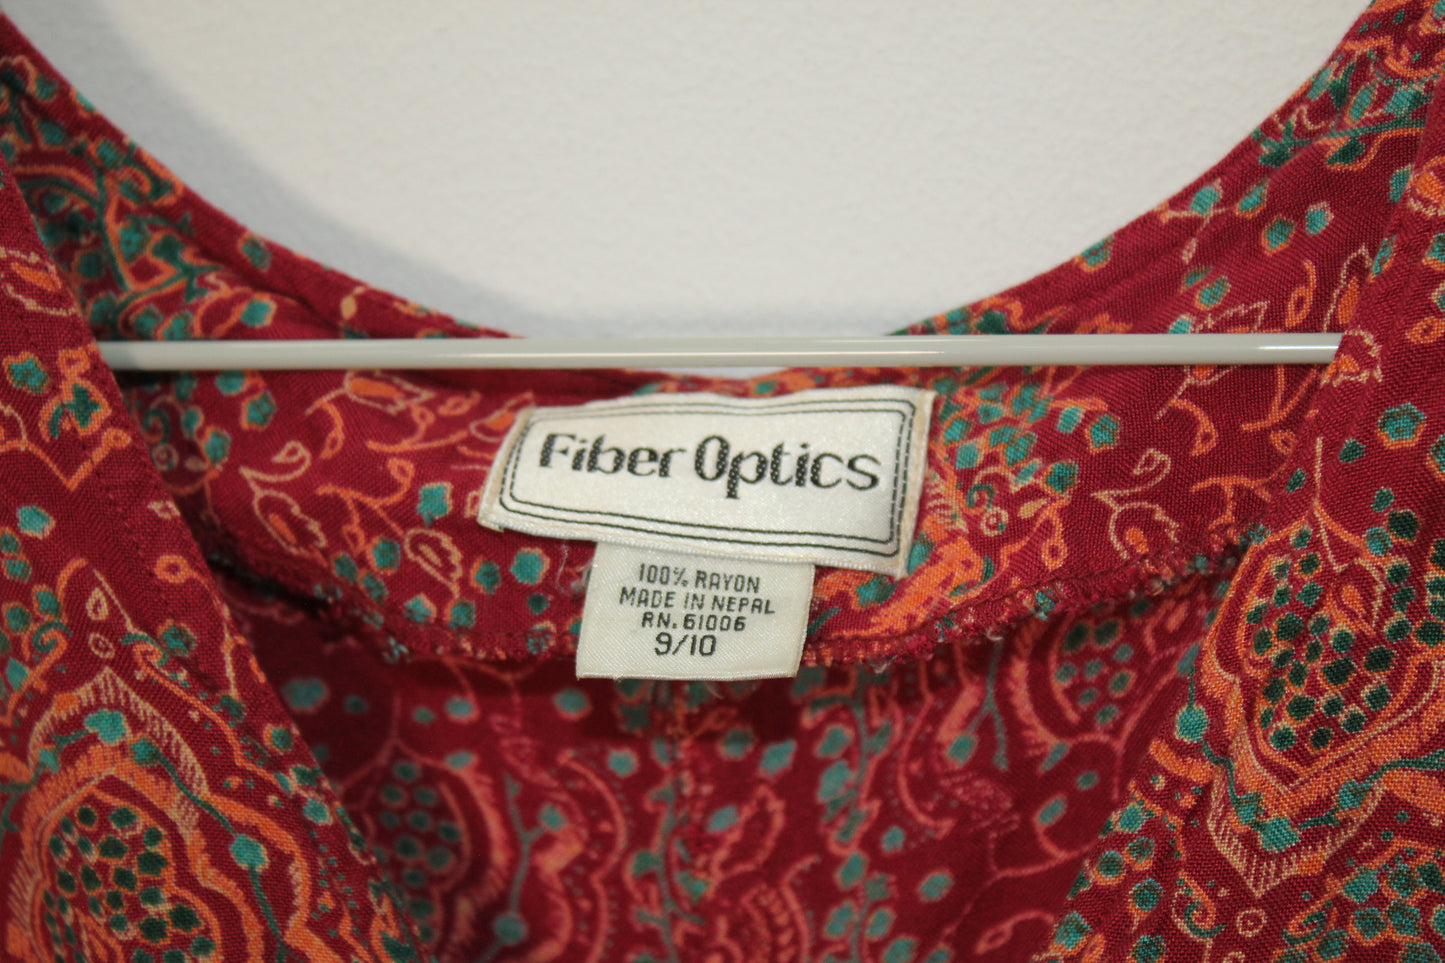 Fiber Optics
100% RAYON
MADE IN NEPAL
RN. 61006
9/10